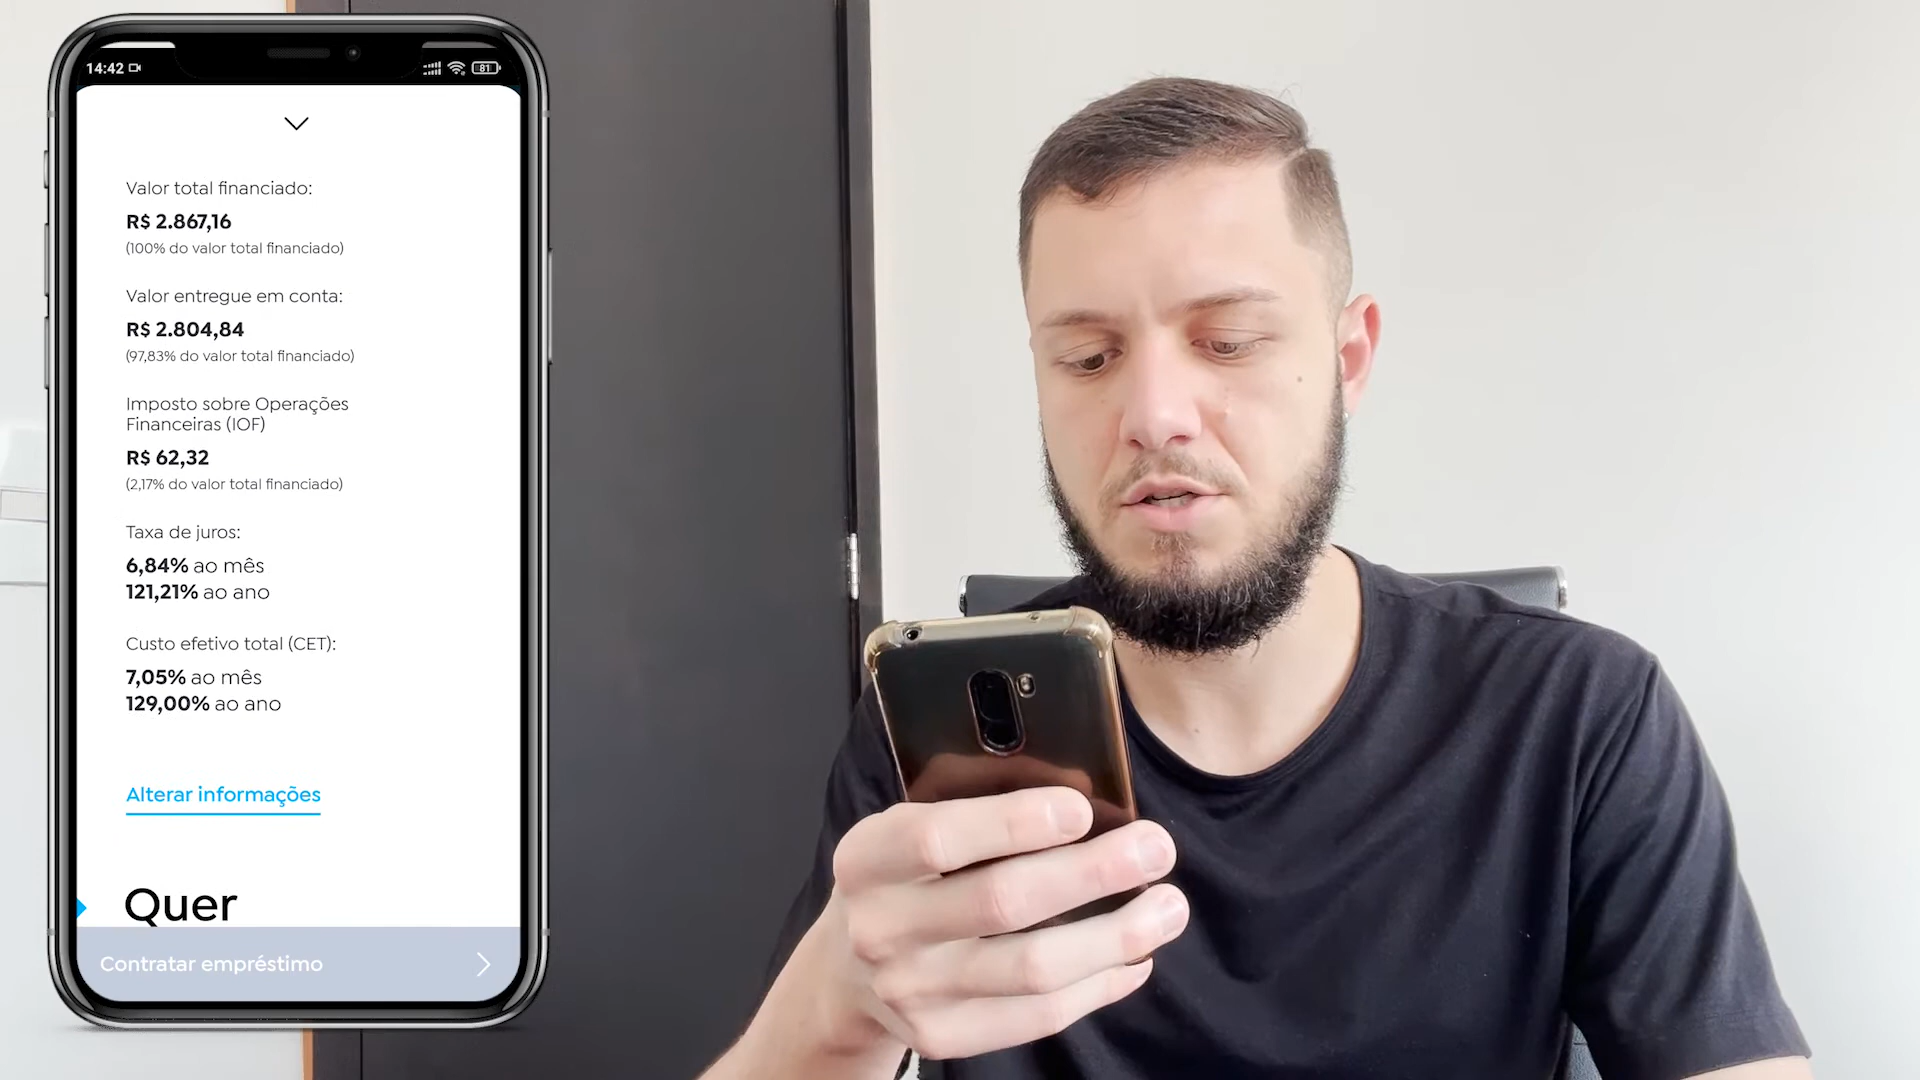 14:42
81
Valor total financiado:
R$ 2.867,16
(100% do valor total financiado)
Valor entregue em conta:
R$ 2.804,84
(97,83% do valor total financiado)
Imposto sobre Operações
Financeiras (IOF)
R$ 62,32
(2,17% do valor total financiado)
Taxa de juros:
6,84% ao mês
121,21% ao ano
Custo efetivo total (CET):
7,05% ao mês
129,00% ao ano
Alterar informações
Quer
Contratar empréstimo